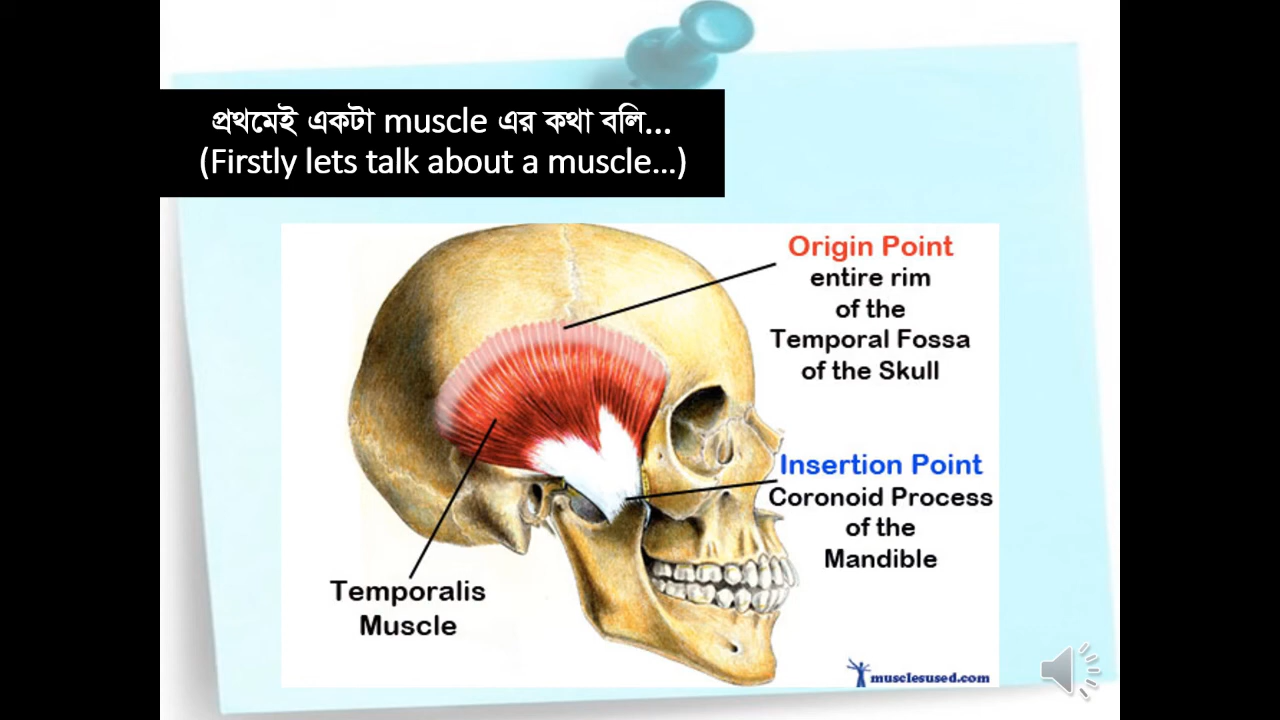 প্রথমেই একটা muscle এর কথা বলি...
(Firstly lets talk about a muscle...)
Origin Point
entire rim
of the
Temporal Fossa
of the Skull
Insertion Point
Coronoid Process
of the
Mandible
Temporalis
Muscle
musclesused.com